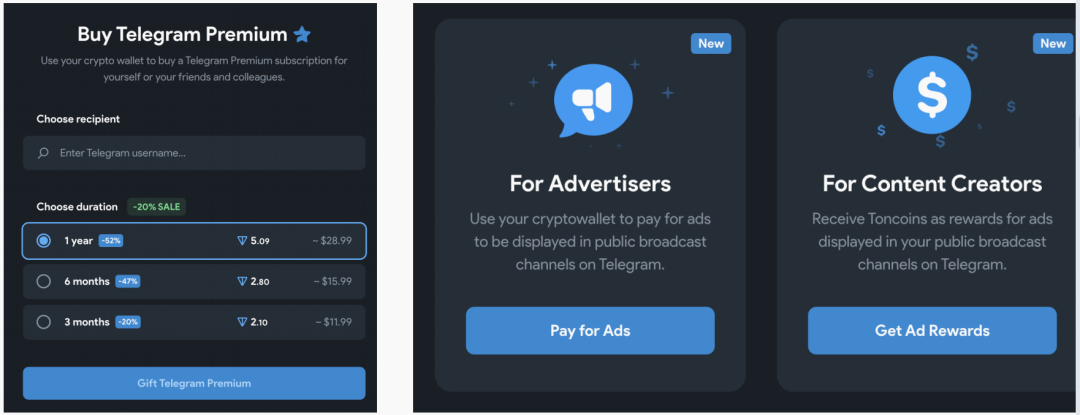 Buy Telegram Premium
Use your crypto wallet to buy a Telegram Premium subscription for
yourself or your friends and colleagues.
Choose recipient
Enter Telegram username...
Choose duration -20% SALE
1 year -52% 5.09 ~ $28.99
6 months -47% 2.80 ~ $15.99
3 months -20% 2.10 ~ $11.99
Gift Telegram Premium
New
For Advertisers
Use your cryptowallet to pay for ads
to be displayed in public broadcast
channels on Telegram.
Pay for Ads
New
For Content Creators
Receive Toncoins as rewards for ads
displayed in your public broadcast
channels on Telegram.
Get Ad Rewards